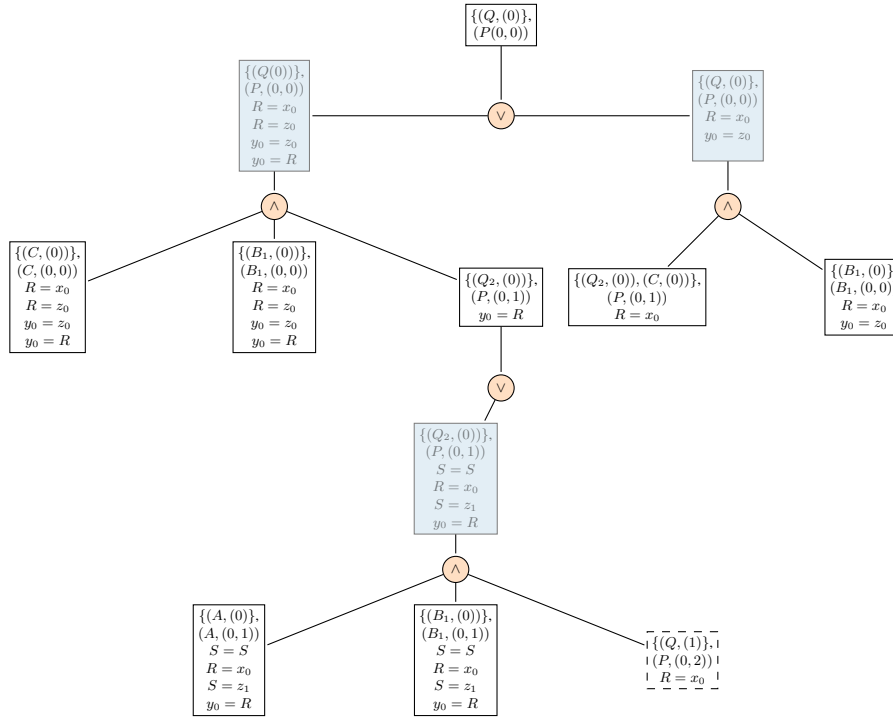 {(Q, (0)},
(P(0, 0))
{(Q(0))},
(P, (0, 0))
R = x₀
R = z₀
y₀ = z₀
y₀ = R
{(Q, (0)},
(P, (0, 0))
R = x₀
y₀ = z₀
∨
∧
∧
{(C, (0))},
(C, (0, 0))
R = x₀
R = z₀
y₀ = z₀
y₀ = R
{(B₁, (0))},
(B₁, (0, 0))
R = x₀
R = z₀
y₀ = z₀
y₀ = R
{(Q₂, (0))},
(P, (0, 1))
y₀ = R
{(Q₂, (0)), (C, (0))},
(P, (0, 1))
R = x₀
{(B₁, (0)}
(B₁, (0, 0)
R = x₀
y₀ = z₀
∨
{(Q₂, (0))},
(P, (0, 1))
S = S
R = x₀
S = z₁
y₀ = R
∧
{(A, (0)},
(A, (0, 1))
S = S
R = x₀
S = z₁
y₀ = R
{(B₁, (0))},
(B₁, (0, 1))
S = S
R = x₀
S = z₁
y₀ = R
{(Q, (1)},
(P, (0, 2))
R = x₀